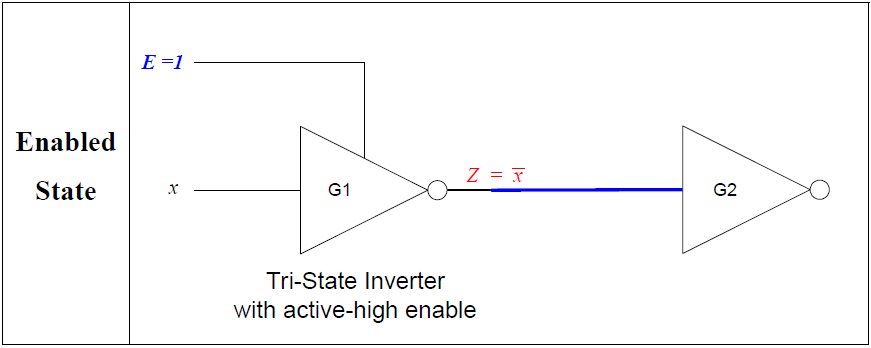 Enabled
State
E =1
x
G1
Z = x̅
G2
Tri-State Inverter
with active-high enable